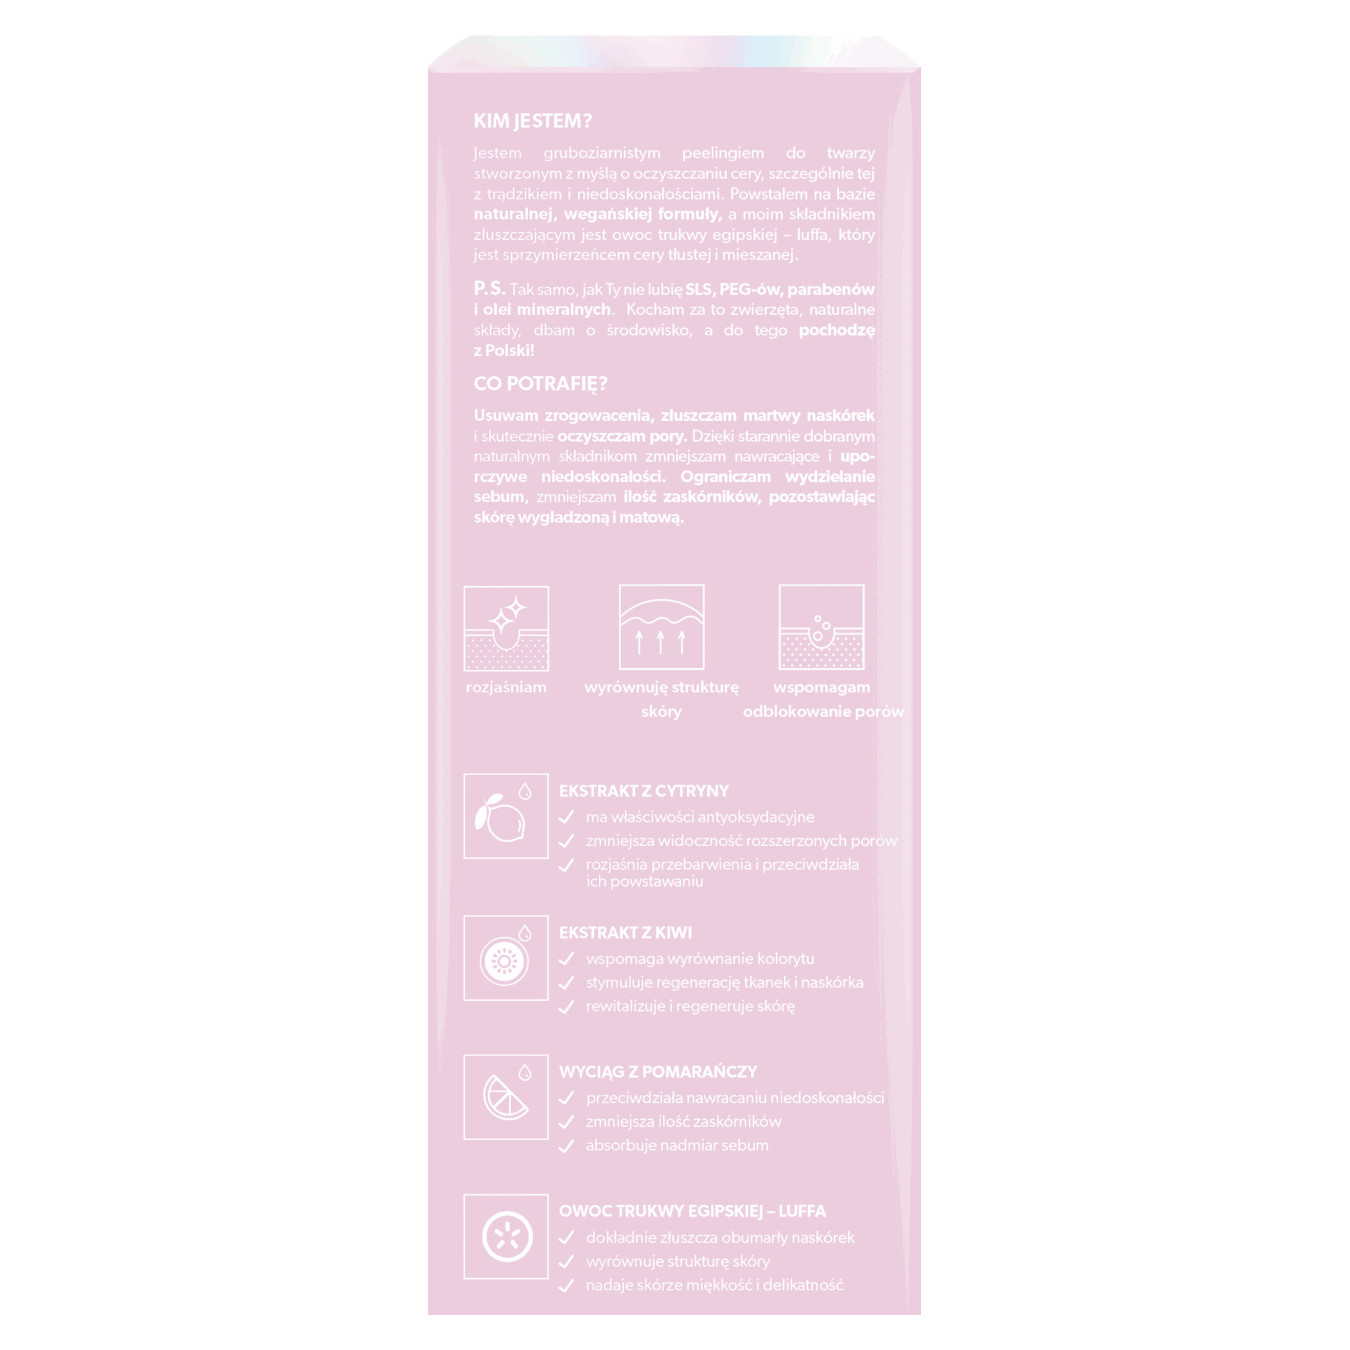 KIM JESTEM?
Jestem gruboziarnistym peelingiem do twarzy
stworzonym z myślą o oczyszczaniu cery, szczególnie tej
z trądzikiem i niedoskonałościami. Powstałem na bazie
naturalnej, wegańskiej formuły, a moim składnikiem
złuszczającym jest owoc trukwy egipskiej – luffa, który
jest sprzymierzeńcem cery tłustej i mieszanej.
P.S. Tak samo, jak Ty nie lubię SLS, PEG-ów, parabenów
i olei mineralnych. Kocham za to zwierzęta, naturalne
składy, dbam o środowisko, a do tego pochodzę
z Polski!
CO POTRAFIĘ?
Usuwam zrogowacenia, złuszczam martwy naskórek
i skutecznie oczyszczam pory. Dzięki starannie dobranym
naturalnym składnikom zmniejszam nawracające i upo-
rczywe niedoskonałości. Ograniczam wydzielanie
sebum, zmniejszam ilość zaskórników, pozostawiając
skórę wygładzoną i matową.
rozjaśniam
wyrównuję strukturę
skóry
wspomagam
odblokowanie porów
EKSTRAKT Z CYTRYNY
ma właściwości antyoksydacyjne
zmniejsza widoczność rozszerzonych porów
rozjaśnia przebarwienia i przeciwdziała
ich powstawaniu
EKSTRAKT Z KIWI
wspomaga wyrównanie kolorytu
stymuluje regenerację tkanek i naskórka
rewitalizuje i regeneruje skórę
WYCIĄG Z POMARAŃCZY
przeciwdziała nawracaniu niedoskonałości
zmniejsza ilość zaskórników
absorbuje nadmiar sebum
OWOC TRUKWY EGIPSKIEJ – LUFFA
dokładnie złuszcza obumarły naskórek
wyrównuje strukturę skóry
nadaje skórze miękkość i delikatność